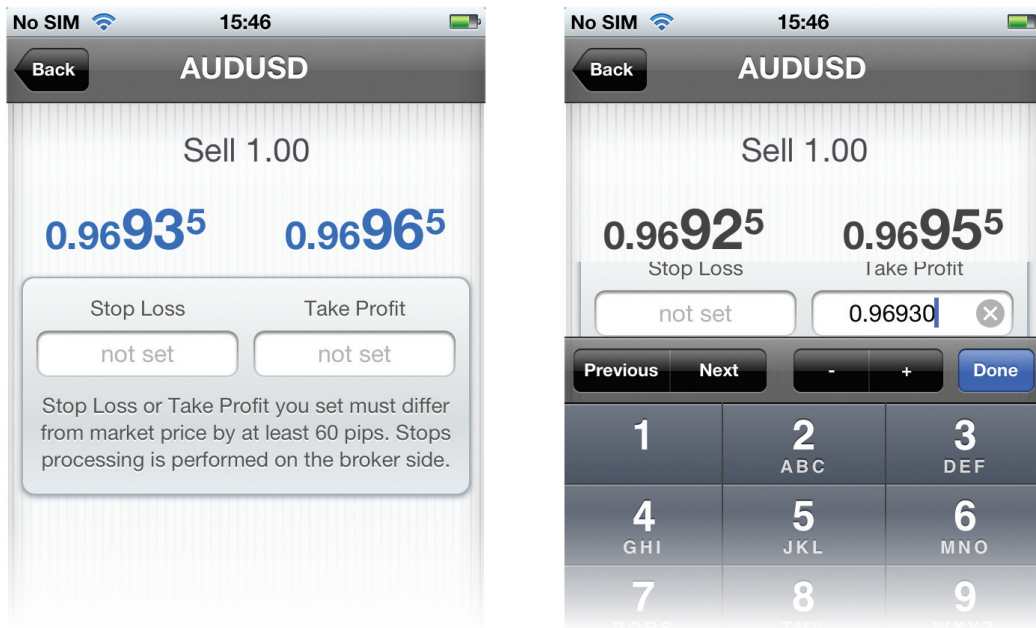 No SIM 15:46
Back AUDUSD
Sell 1.00
0.96935 0.96965
Stop Loss Take Profit
not set not set
Stop Loss or Take Profit you set must differ
from market price by at least 60 pips. Stops
processing is performed on the broker side.
No SIM 15:46
Back AUDUSD
Sell 1.00
0.96925 0.96955
Stop Loss Take Profit
not set 0.96930
Previous Next - + Done
1 2 3
ABC DEF
4 5 6
GHI JKL MNO
7 8 9